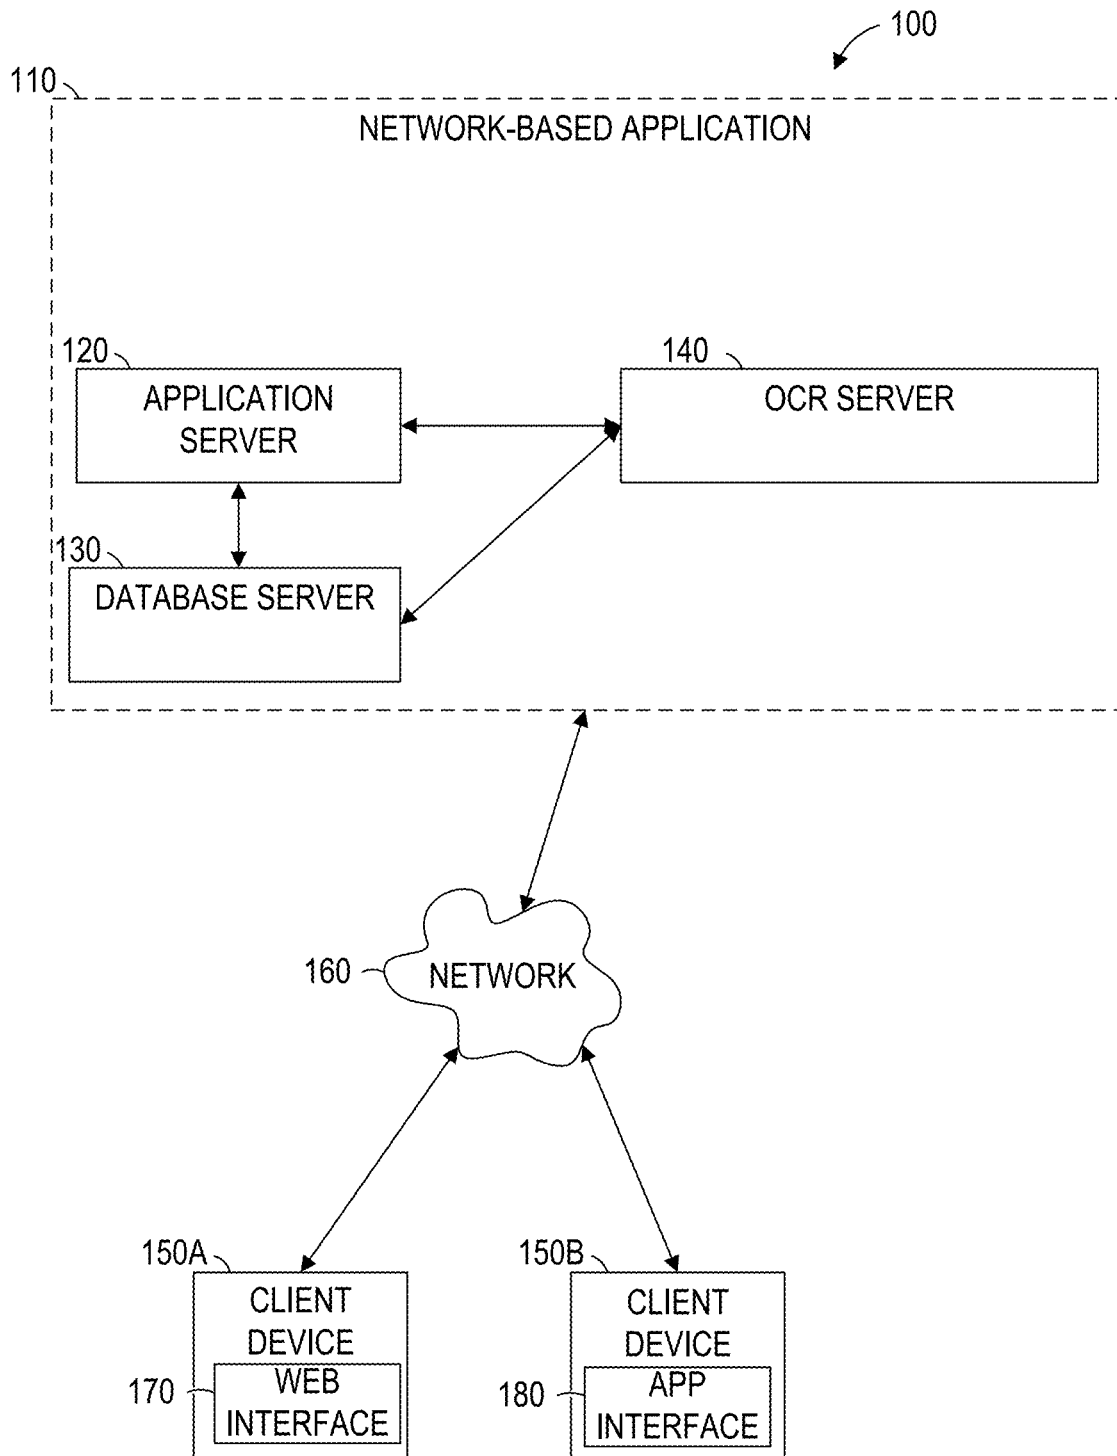 100
110
NETWORK-BASED APPLICATION
120
140
APPLICATION
SERVER
OCR SERVER
130
DATABASE SERVER
160
NETWORK
150A
150B
CLIENT
DEVICE
CLIENT
DEVICE
170
WEB
INTERFACE
180
APP
INTERFACE